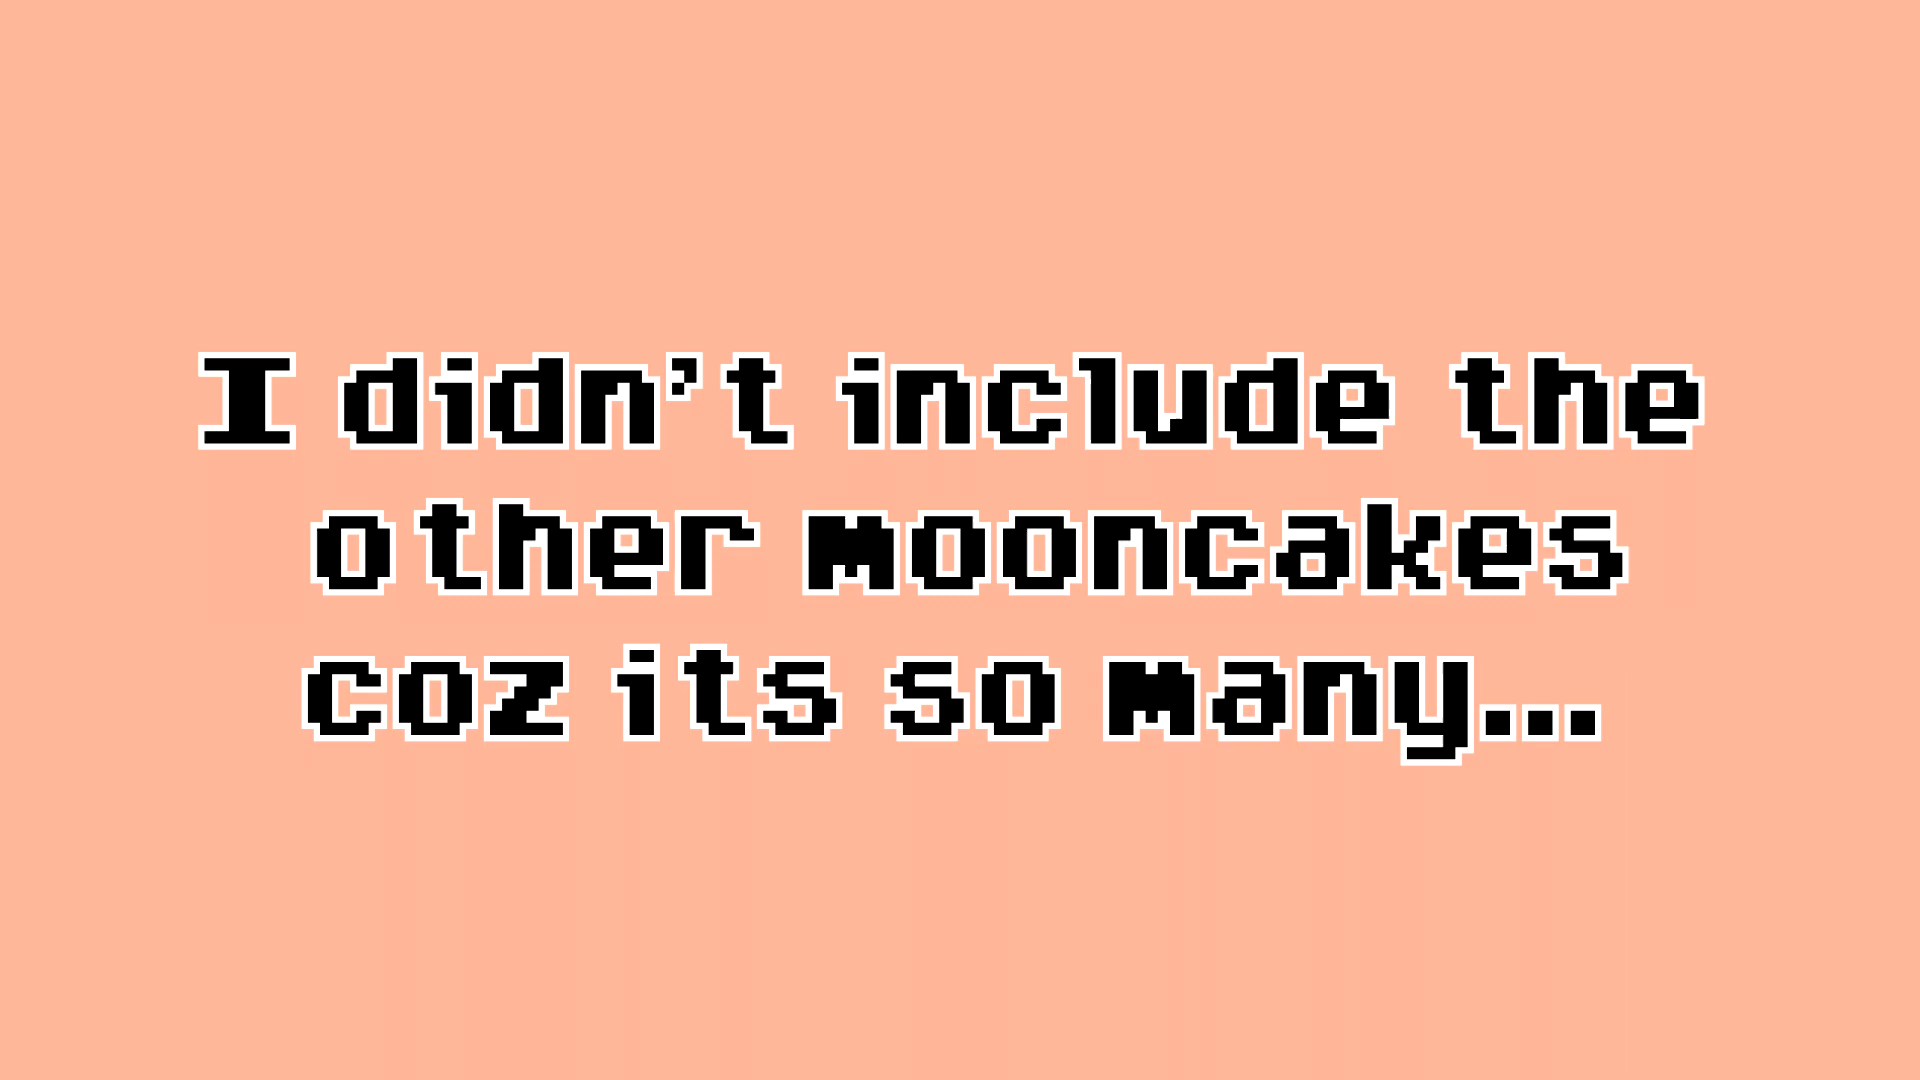 I didn't include the
other mooncakes
coz its so many...